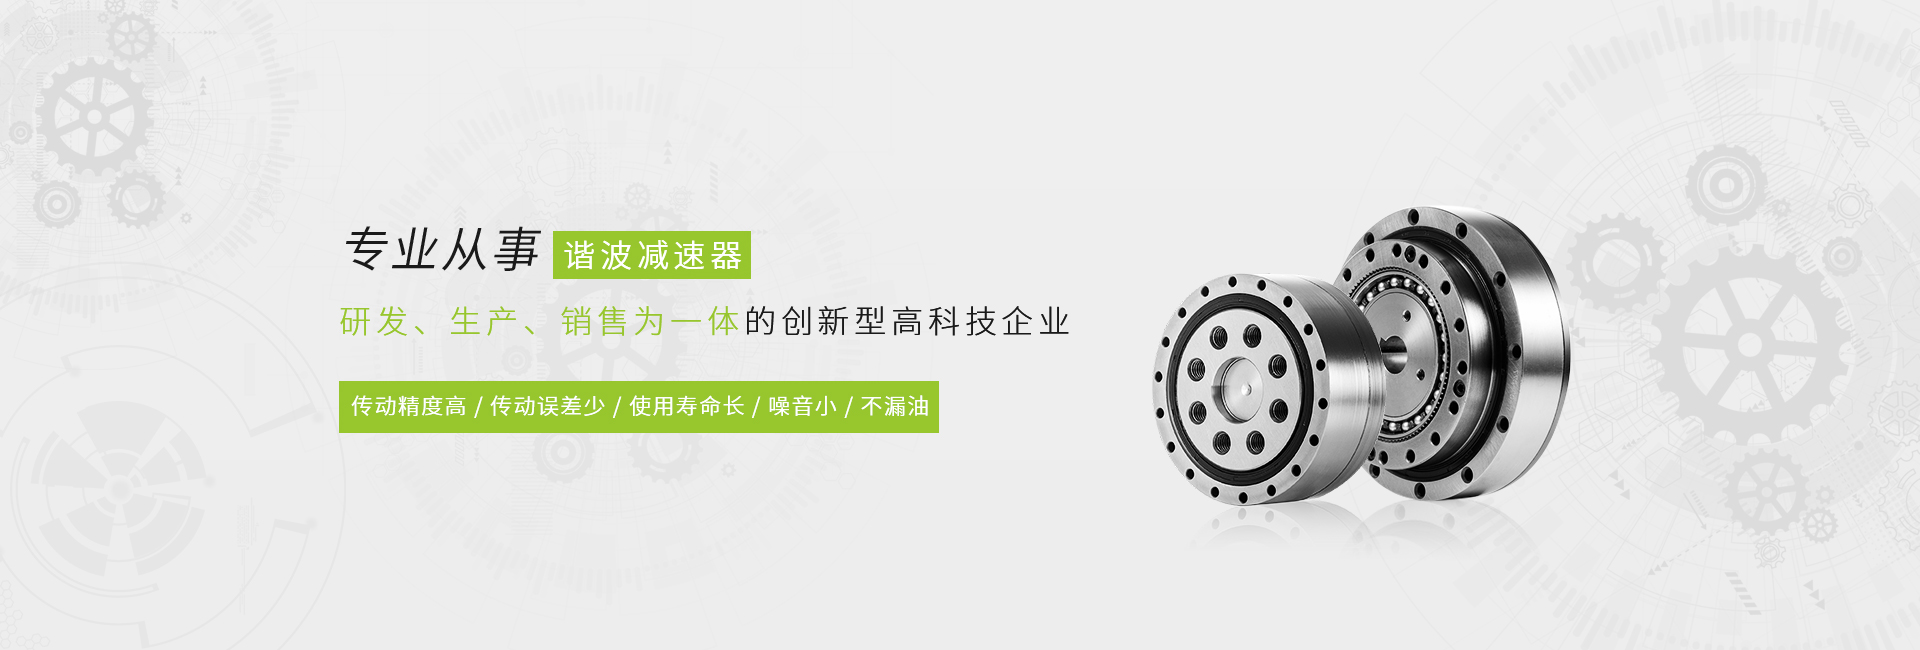 专业从事 谐波减速器
研发、生产、销售为一体的创新型高科技企业
传动精度高 / 传动误差少 / 使用寿命长 / 噪音小 / 不漏油